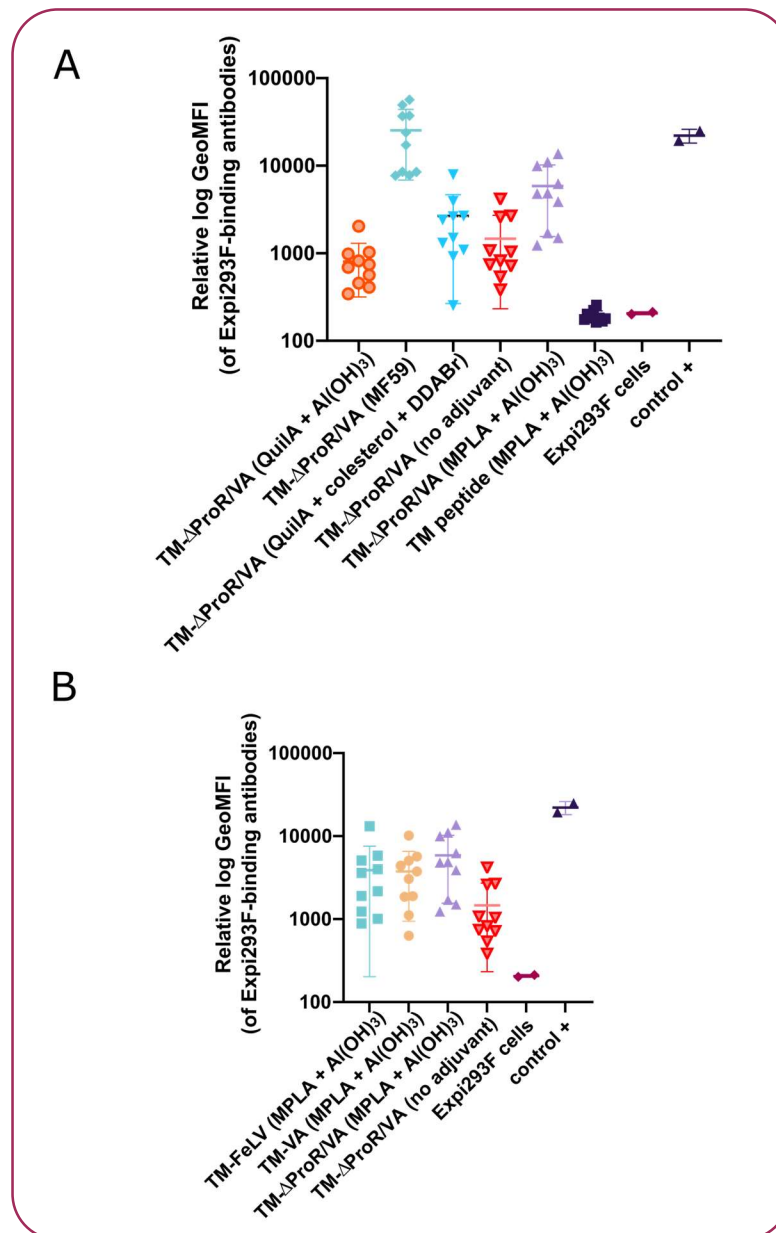 A
Relative log GeoMFI
(of Expi293F-binding antibodies)
100000
10000
1000
100
TM-ΔProR/VA (QuilA + Al(OH)3)
TM-ΔProR/VA (MF59)
TM-ΔProR/VA (QuilA + colesterol + DDABr)
TM-ΔProR/VA (no adjuvant)
TM-ΔProR/VA (MPLA + Al(OH)3)
TM peptide (MPLA + Al(OH)3)
Expi293F cells
control +
B
Relative log GeoMFI
(of Expi293F-binding antibodies)
100000
10000
1000
100
TM-FeLV (MPLA + Al(OH)3)
TM-VA (MPLA + Al(OH)3)
TM-ΔProR/VA (MPLA + Al(OH)3)
TM-ΔProR/VA (no adjuvant)
Expi293F cells
control +